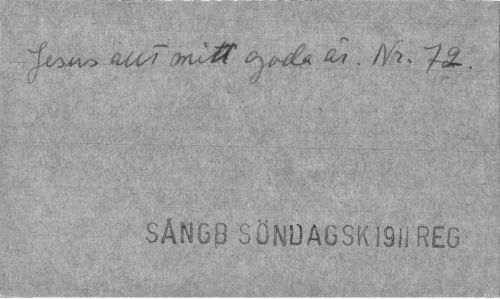 Jesus allt mitt goda är. Nr. 72.
SÅNGB SÖNDAGSK 1911 REG